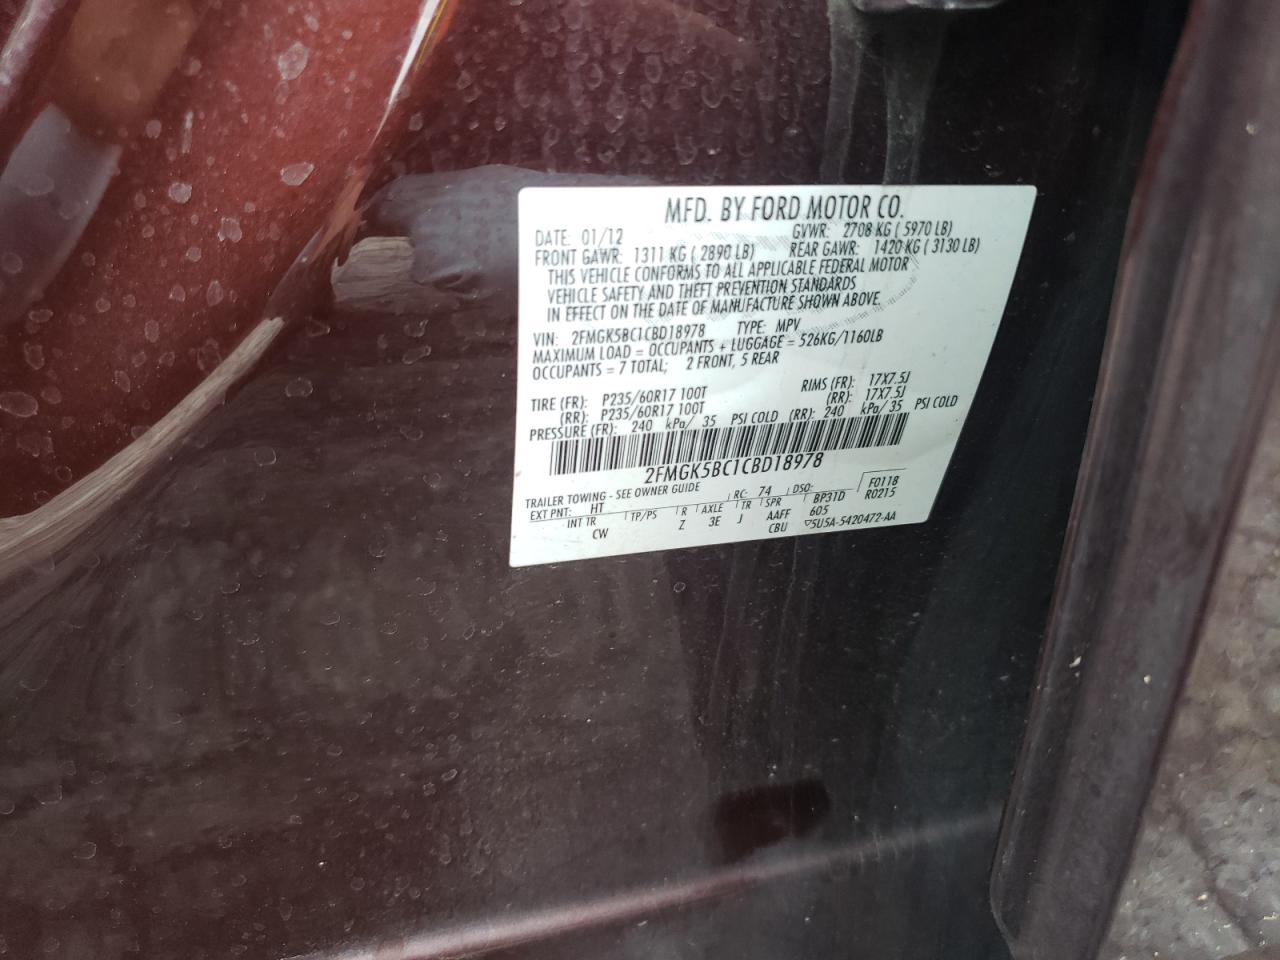 MFD. BY FORD MOTOR CO.
DATE: 01/12 GVWR: 2708 KG ( 5970 LB)
FRONT GAWR: 1311 KG ( 2890 LB) REAR GAWR: 1420 KG ( 3130 LB)
THIS VEHICLE CONFORMS TO ALL APPLICABLE FEDERAL MOTOR
VEHICLE SAFETY AND THEFT PREVENTION STANDARDS
IN EFFECT ON THE DATE OF MANUFACTURE SHOWN ABOVE.
VIN: 2FMGK5BC1CBD18978 TYPE: MPV
MAXIMUM LOAD = OCCUPANTS + LUGGAGE = 526KG/1160LB
OCCUPANTS = 7 TOTAL; 2 FRONT, 5 REAR
TIRE (FR): P235/60R17 100T RIMS (FR): 17X7.5J
(RR): P235/60R17 100T (RR): 17X7.5J
PRESSURE (FR): 240 kPa/ 35 PSI COLD (RR): 240 kPa/ 35 PSI COLD
2FMGK5BC1CBD18978
TRAILER TOWING - SEE OWNER GUIDE RC: 74 DSO: F0118
EXT PNT: HT BP31D R0215
INT TR TP/PS R AXLE TR SPR 605
CW Z 3E J AAFF
CBU ▽5U5A-5420472-AA